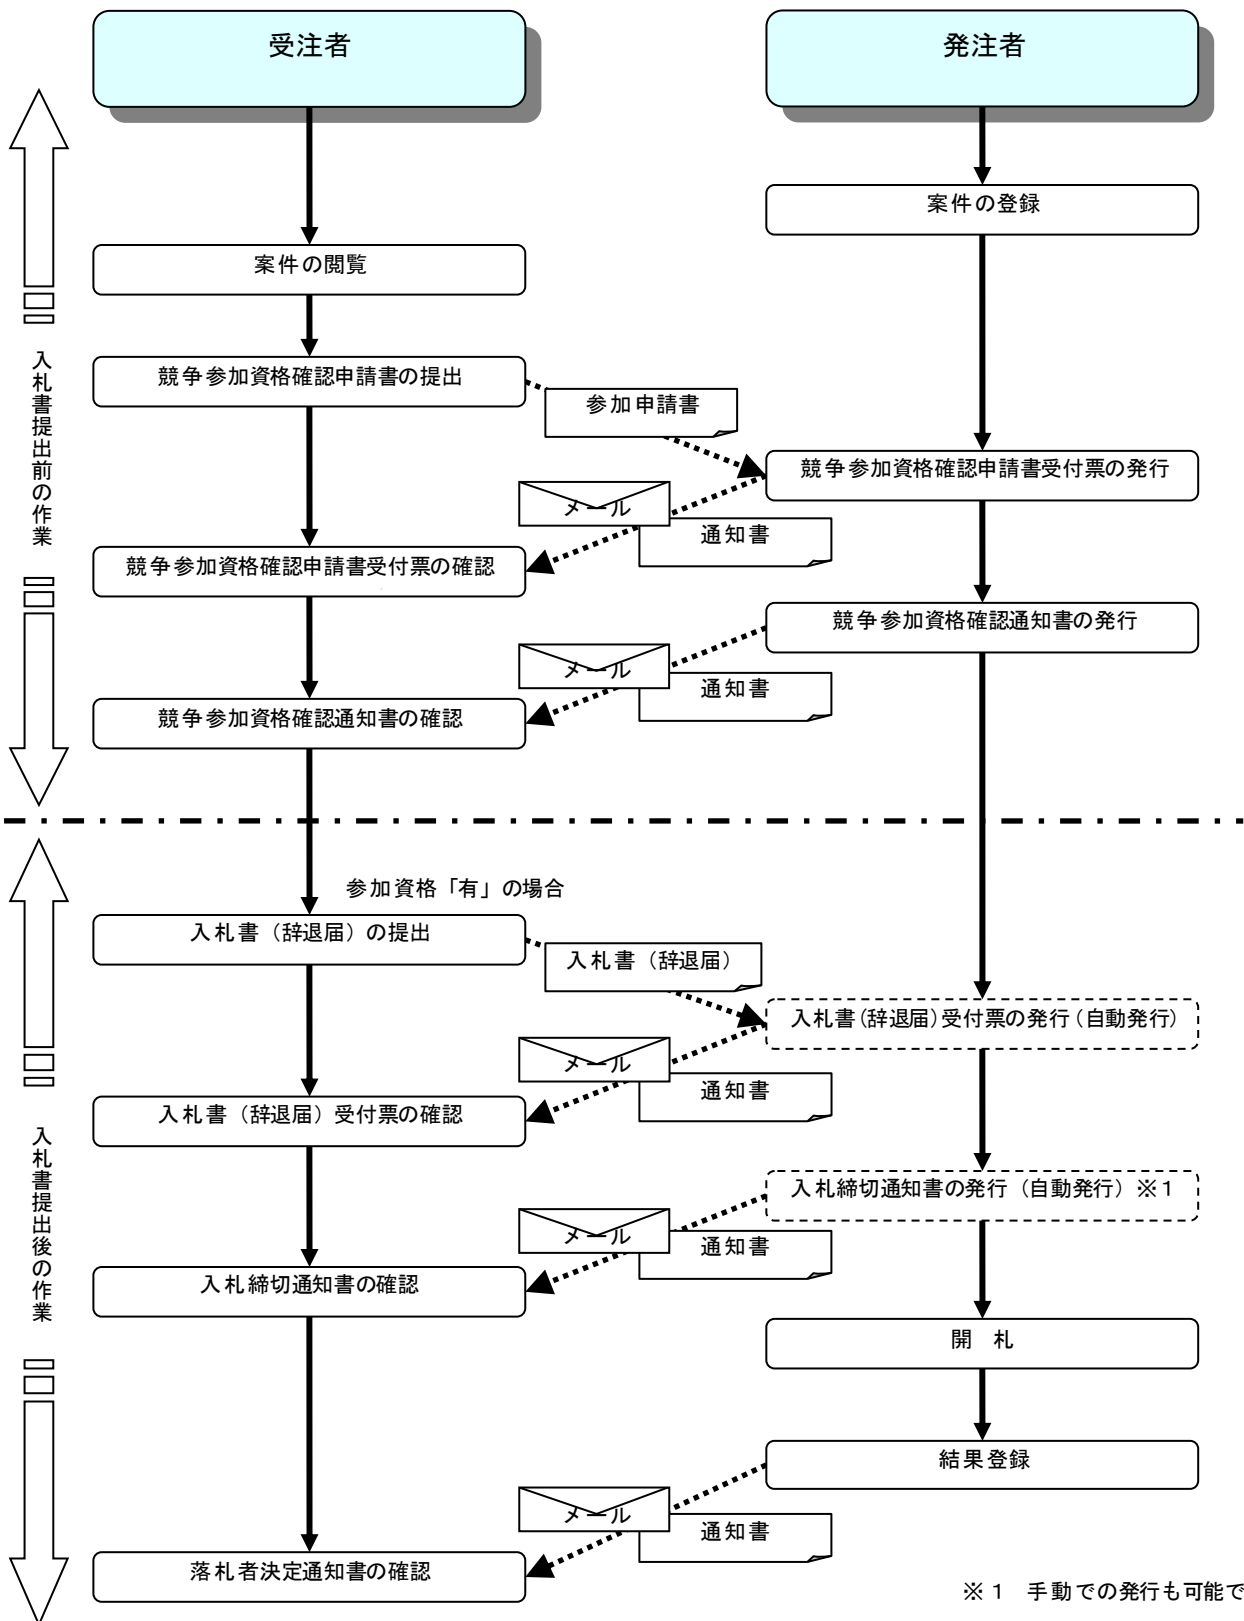 受注者
発注者
案件の登録
案件の閲覧
入札書提出前の作業
競争参加資格確認申請書の提出
参加申請書
競争参加資格確認申請書受付票の発行
メール
通知書
競争参加資格確認申請書受付票の確認
競争参加資格確認通知書の発行
メール
通知書
競争参加資格確認通知書の確認
参加資格「有」の場合
入札書（辞退届）の提出
入札書（辞退届）
入札書（辞退届）受付票の発行（自動発行）
メール
通知書
入札書（辞退届）受付票の確認
入札書提出後の作業
入札締切通知書の発行（自動発行）※１
メール
通知書
入札締切通知書の確認
開　札
結果登録
メール
通知書
落札者決定通知書の確認
※１　手動での発行も可能で